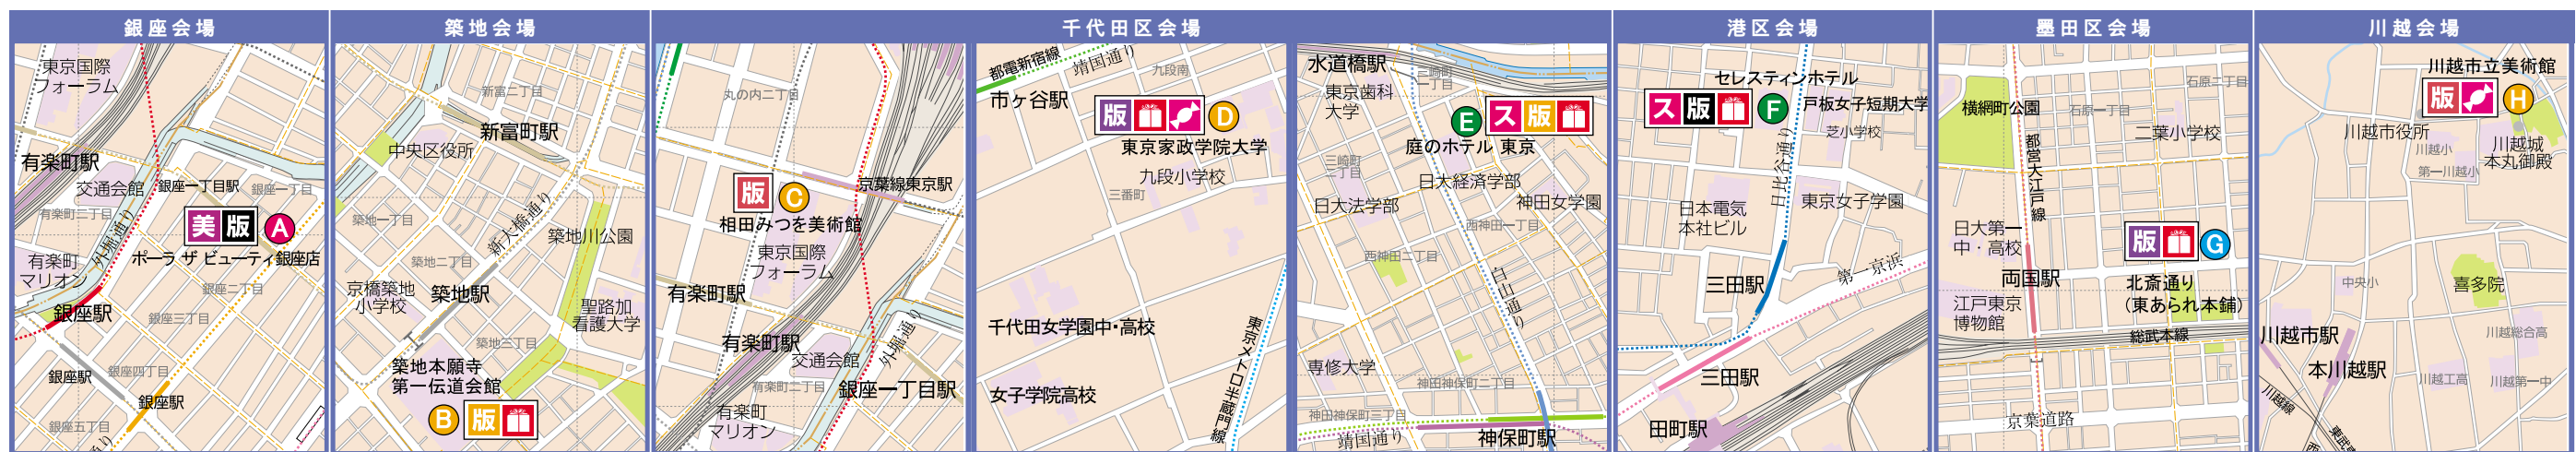 銀座会場
東京国際
フォーラム
有楽町駅
交通会館
銀座一丁目駅
銀座一丁目
有楽町二丁目
外堀通り
美 版 A
ポーラ ザ ビューティ銀座店
有楽町
マリオン
銀座二丁目
銀座駅
銀座三丁目
銀座駅
銀座四丁目
銀座駅
銀座五丁目
通り
築地会場
新富二丁目
新富町駅
中央区役所
築地一丁目
新大橋通り
築地川公園
築地二丁目
京橋築地
小学校
築地駅
聖路加
看護大学
築地三丁目
築地本願寺
第一伝道会館
B 版
千代田区会場
丸の内二丁目
京葉線東京駅
版 C
相田みつを美術館
東京国際
フォーラム
有楽町駅
有楽町駅
交通会館
外堀通り
有楽町二丁目
銀座一丁目駅
有楽町
マリオン
都電新宿線
靖国通り
九段南
市ヶ谷駅
版 D
東京家政学院大学
九段小学校
三番町
千代田女学園中・高校
東京メトロ半蔵門線
女子学院高校
水道橋駅
三崎町
一丁目
東京歯科
大学
E ス 版
庭のホテル 東京
三崎町
二丁目
日大経済学部
日大法学部
神田女学園
西神田一丁目
西神田二丁目
白山通り
専修大学
神田神保町二丁目
神田神保町三丁目
靖国通り
神保町駅
港区会場
セレスティンホテル
ス 版 F
戸板女子短期大学
芝小学校
日比谷通り
日本電気
本社ビル
東京女子学園
三田駅
第一京浜
三田駅
田町駅
墨田区会場
石原二丁目
横網町公園
石原一丁目
二葉小学校
都営大江戸線
日大第一
中・高校
版 G
両国駅
北斎通り
(東あられ本舗)
江戸東京
博物館
総武本線
京葉道路
川越会場
川越市立美術館
版 H
川越市役所
川越小
川越城
本丸御殿
第一川越小
中央小
喜多院
川越市駅
川越総合高
本川越駅
川越工高
川越第一中
川越線
東武
西